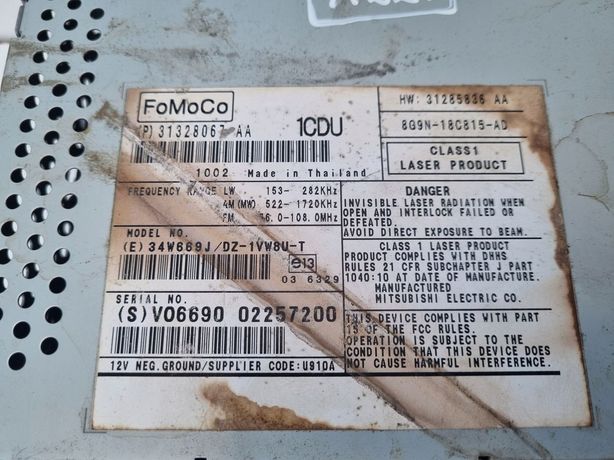 FoMoCo
(P) 31328067 AA
1CDU
HW: 31285836 AA
8G9N-18C815-AD
CLASS1
LASER PRODUCT
1002 Made in Thailand
FREQUENCY RANGE LW 153- 282KHz
AM(MW) 522-1720KHz
FM 6.0-108.0MHz
MODEL NO.
(E) 34W669J/DZ-1VW8U-T
e13
03 6329
SERIAL NO.
(S)V06690 02257200
12V NEG.GROUND/SUPPLIER CODE:U91DA
DANGER
INVISIBLE LASER RADIATION WHEN
OPEN AND INTERLOCK FAILED OR
DEFEATED.
AVOID DIRECT EXPOSURE TO BEAM.
CLASS 1 LASER PRODUCT
PRODUCT COMPLIES WITH DHHS
RULES 21 CFR SUBCHAPTER J PART
1040:10 AT DATE OF MANUFACTURE.
MANUFACTURED
MITSUBISHI ELECTRIC CO.
THIS DEVICE COMPLIES WITH PART
15 OF THE FCC RULES.
OPERATION IS SUBJECT TO THE
CONDITION THAT THIS DEVICE DOES
NOT CAUSE HARMFUL INTERFERENCE.